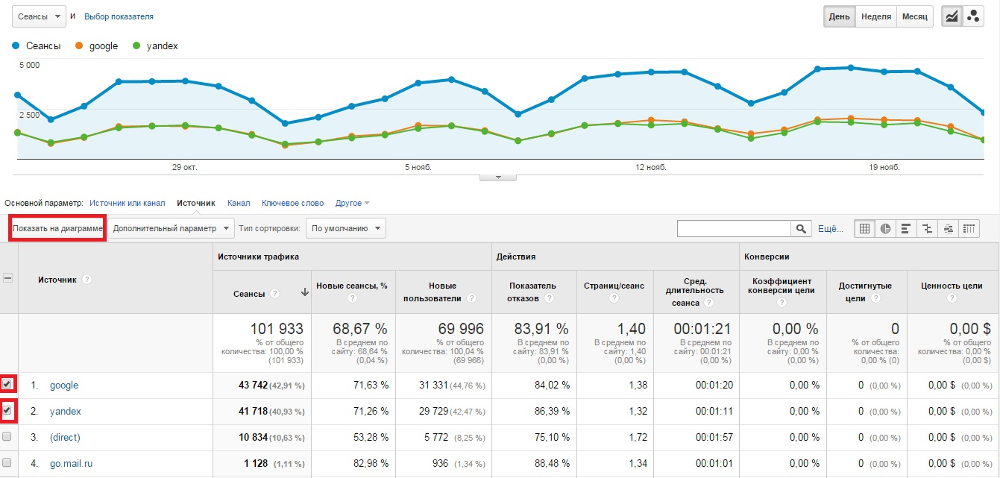 Сеансы и Выбор показателя День Неделя Месяц
Сеансы google yandex
5 000
2 500
29 окт. 5 нояб. 12 нояб. 19 нояб.
Основной параметр: Источник или канал Источник Канал Ключевое слово Другое
Показать на диаграмме Дополнительный параметр Тип сортировки: По умолчанию Ещё...
Источники трафика Действия Конверсии
Источник ?
Сеансы ?
Новые сеансы, %
?
Новые
пользователи ?
Показатель
отказов ?
Страниц/сеанс
?
Сред.
длительность
сеанса ?
Коэффициент
конверсии цели
?
Достигнутые
цели ?
Ценность цели
?
101 933 68,67 % 69 996 83,91 % 1,40 00:01:21 0,00 % 0 0,00 $
% от общего В среднем по % от общего В среднем по В среднем по В среднем по В среднем по % от общего % от общего
количества: 100,00 % сайту: 68,64 % количества: 100,04 % сайту: 83,91 % сайту: 1,40 сайту: 00:01:21 сайту: 0,00 % количества: количества: 0,00 %
(101 933) (0,04 %) (69 966) (0,00 %) (0,00 %) (0,00 %) (0,00 %) 0,00 % (0) (0,00 $)
1. google 43 742 (42,91 %) 71,63 % 31 331 (44,76 %) 84,02 % 1,38 00:01:20 0,00 % 0 (0,00 %) 0,00 $ (0,00 %)
2. yandex 41 718 (40,93 %) 71,26 % 29 729 (42,47 %) 86,39 % 1,32 00:01:11 0,00 % 0 (0,00 %) 0,00 $ (0,00 %)
3. (direct) 10 834 (10,63 %) 53,28 % 5 772 (8,25 %) 75,10 % 1,72 00:01:57 0,00 % 0 (0,00 %) 0,00 $ (0,00 %)
4. go.mail.ru 1 128 (1,11 %) 82,98 % 936 (1,34 %) 88,48 % 1,34 00:01:01 0,00 % 0 (0,00 %) 0,00 $ (0,00 %)